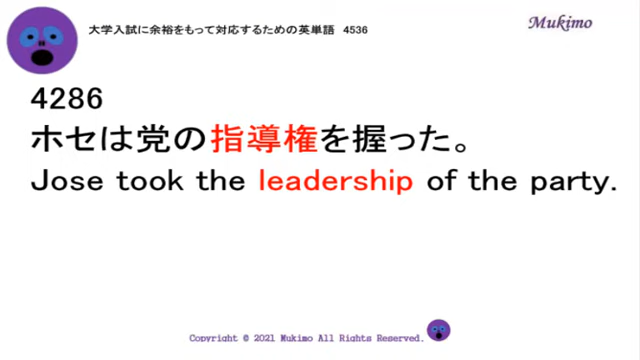 大学入試に余裕をもって対応するための英単語 4536
Mukimo
4286
ホセは党の指導権を握った。
Jose took the leadership of the party.
Copyright © 2021 Mukimo All Rights Reserved.